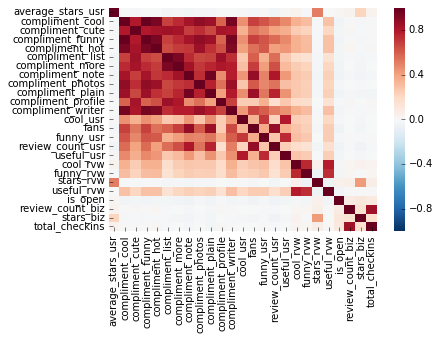 average_stars_usr
compliment_cool
compliment_cute
compliment_funny
compliment_hot
compliment_list
compliment_more
compliment_note
compliment_photos
compliment_plain
compliment_profile
compliment_writer
cool_usr
fans
funny_usr
review_count_usr
useful_usr
cool_rvw
funny_rvw
stars_rvw
useful_rvw
is_open
review_count_biz
stars_biz
total_checkins
0.8
0.4
0.0
−0.4
−0.8
average_stars_usr
compliment_cool
compliment_cute
compliment_funny
compliment_hot
compliment_list
compliment_more
compliment_note
compliment_photos
compliment_plain
compliment_profile
compliment_writer
cool_usr
fans
funny_usr
review_count_usr
useful_usr
cool_rvw
funny_rvw
stars_rvw
useful_rvw
is_open
review_count_biz
stars_biz
total_checkins